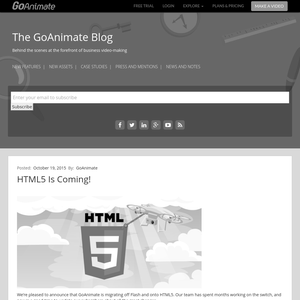 GoAnimate
FREE TRIAL LOG IN EXPLORE PLANS & PRICING MAKE A VIDEO
The GoAnimate Blog
Behind the scenes at the forefront of business video-making
NEW FEATURES | NEW ASSETS | CASE STUDIES | PRESS AND MENTIONS | NEWS AND NOTES
Enter your email to subscribe
Subscribe
Posted: October 19, 2015 By: GoAnimate
HTML5 Is Coming!
HTML
5
We're pleased to announce that GoAnimate is migrating off Flash and onto HTML5. Our team has spent months working on the switch, and